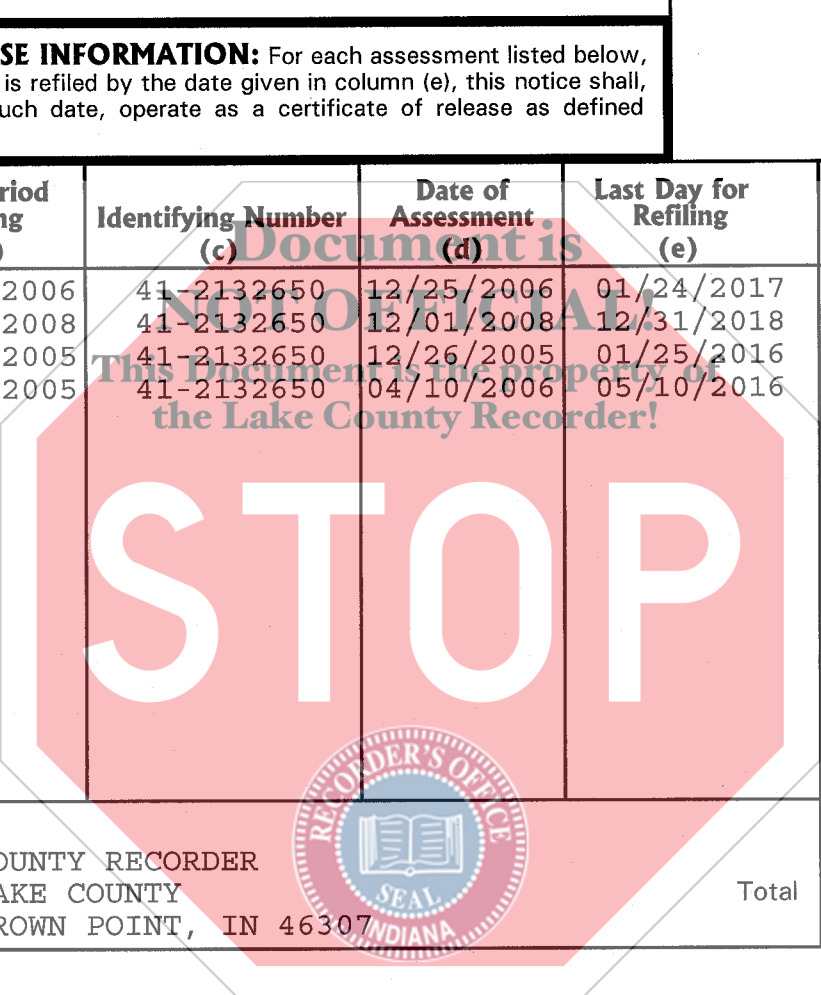 SE INFORMATION: For each assessment listed below,
is refiled by the date given in column (e), this notice shall,
uch date, operate as a certificate of release as defined
riod
ng
Identifying Number
(c)
Date of
Assessment
(d)
Last Day for
Refiling
(e)
Document is
NOT OFFICIAL!
This Document is the property of
the Lake County Recorder!
2006 41-2132650 12/25/2006 01/24/2017
2008 41-2132650 12/01/2008 12/31/2018
2005 41-2132650 12/26/2005 01/25/2016
2005 41-2132650 04/10/2006 05/10/2016
STOP
RECORDER'S OFFICE
SEAL
INDIANA
OUNTY RECORDER
AKE COUNTY
ROWN POINT, IN 46307
Total